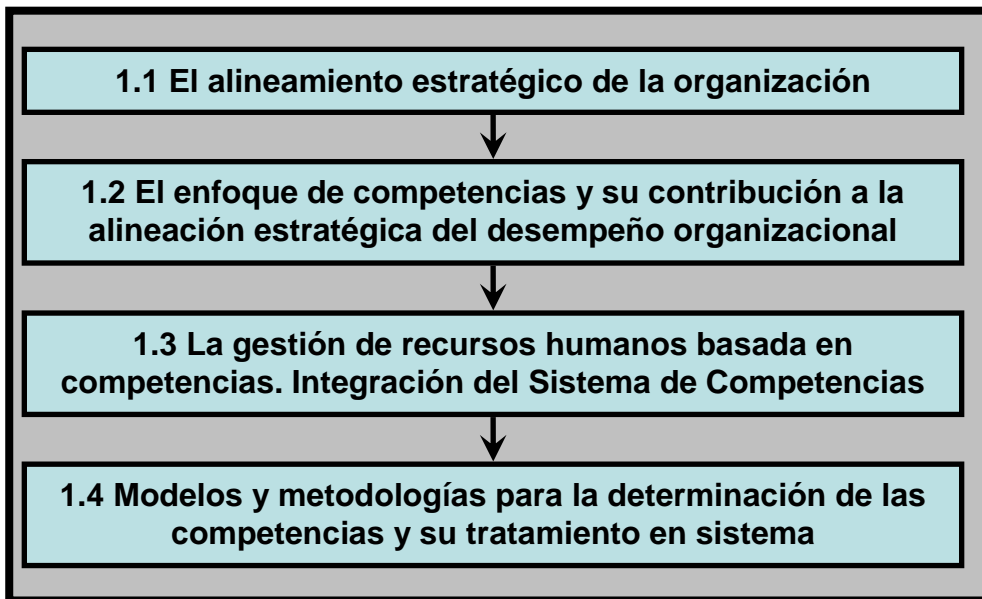 1.1 El alineamiento estratégico de la organización
1.2 El enfoque de competencias y su contribución a la
alineación estratégica del desempeño organizacional
1.3 La gestión de recursos humanos basada en
competencias. Integración del Sistema de Competencias
1.4 Modelos y metodologías para la determinación de las
competencias y su tratamiento en sistema